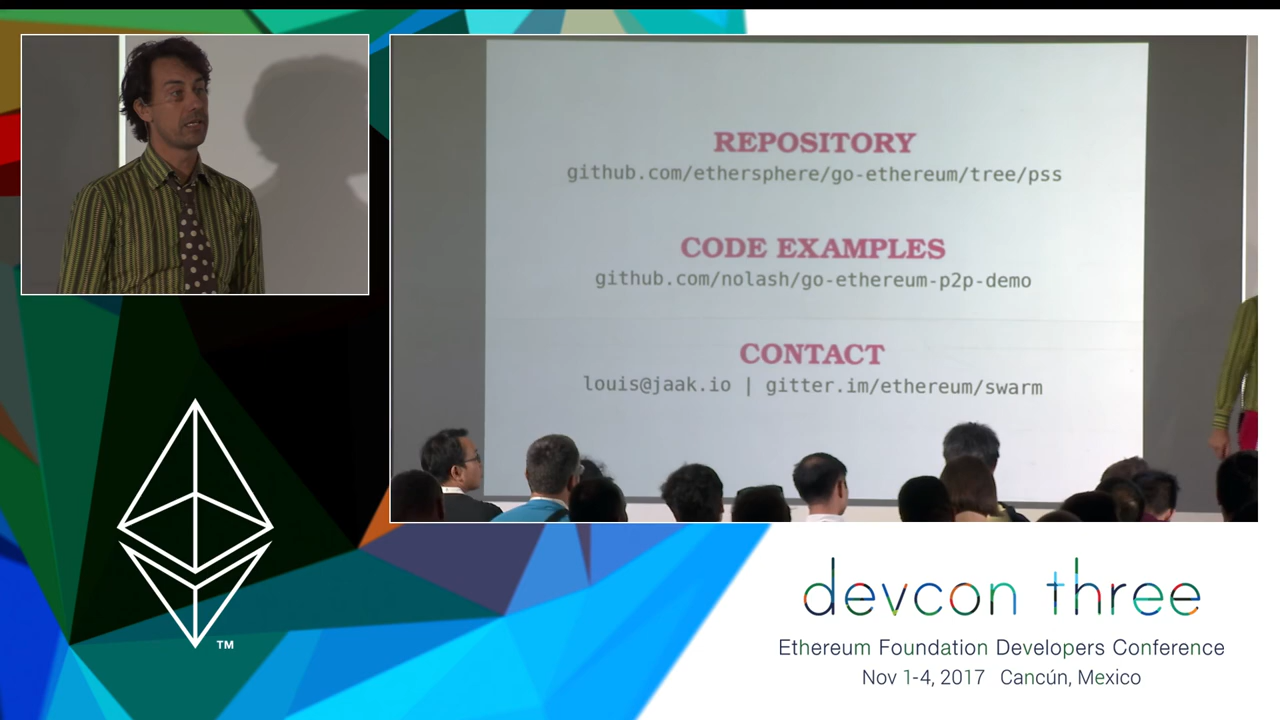 REPOSITORY
github.com/ethersphere/go-ethereum/tree/pss
CODE EXAMPLES
github.com/nolash/go-ethereum-p2p-demo
CONTACT
louis@jaak.io | gitter.im/ethereum/swarm
TM
devcon three
Ethereum Foundation Developers Conference
Nov 1-4, 2017 Cancún, Mexico